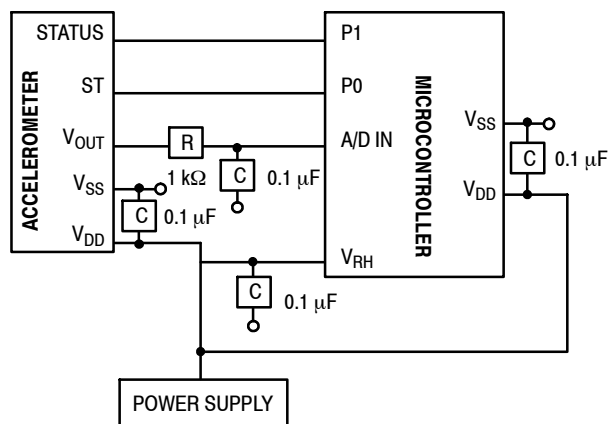 STATUS
ST
VOUT
VSS
VDD
ACCELEROMETER
R
1 kΩ
C
0.1 μF
C
0.1 μF
C
0.1 μF
P1
P0
A/D IN
VRH
MICROCONTROLLER
VSS
VDD
C
0.1 μF
POWER SUPPLY